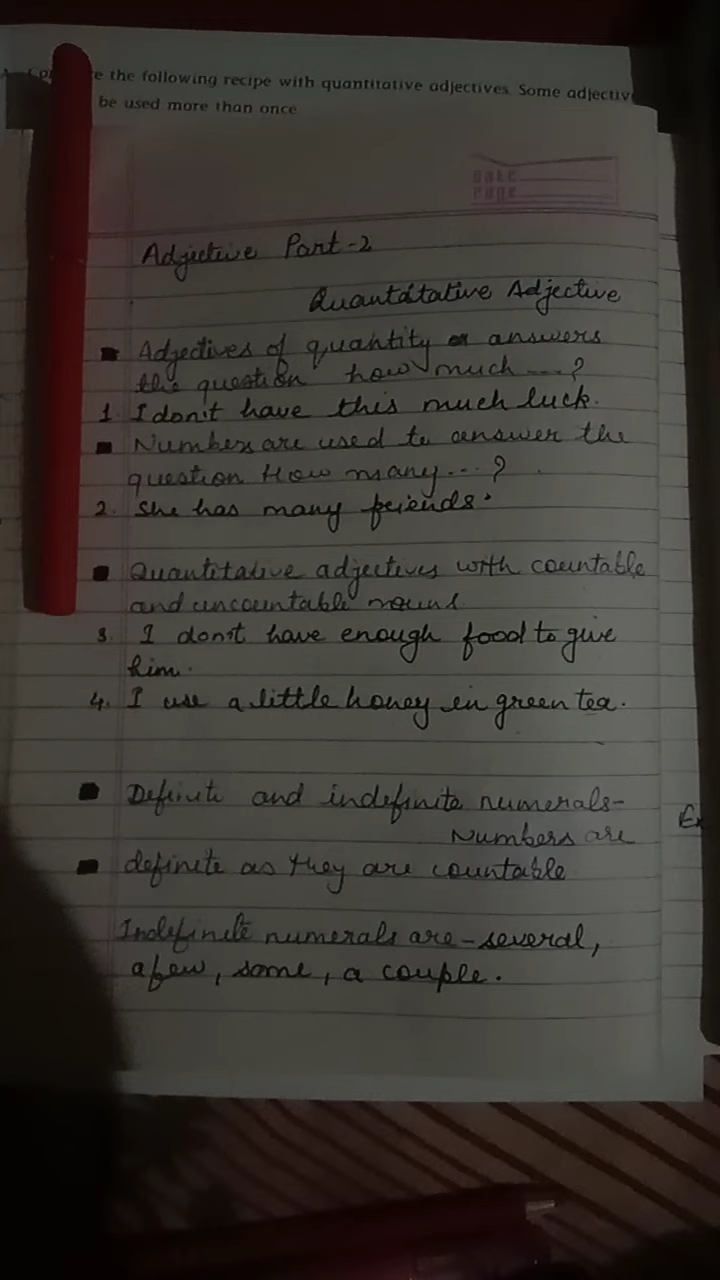 the following recipe with quantitative adjectives. Some
be used more than once
Date
Page
Adjective Part-2
Quantitative Adjective
Adjectives of quantity answers
the question how much ....?
1. I don't have this much luck.
Numbers are used to answer the
question How many... ?
2. She has many friends.
Quantitative adjectives with countable
and uncountable nouns.
3. I don't have enough food to give
him.
4. I use a little honey in green tea.
Definite and indefinite numerals-
Numbers are
definite as they are countable
Indefinite numerals are - several,
a few, some, a couple.